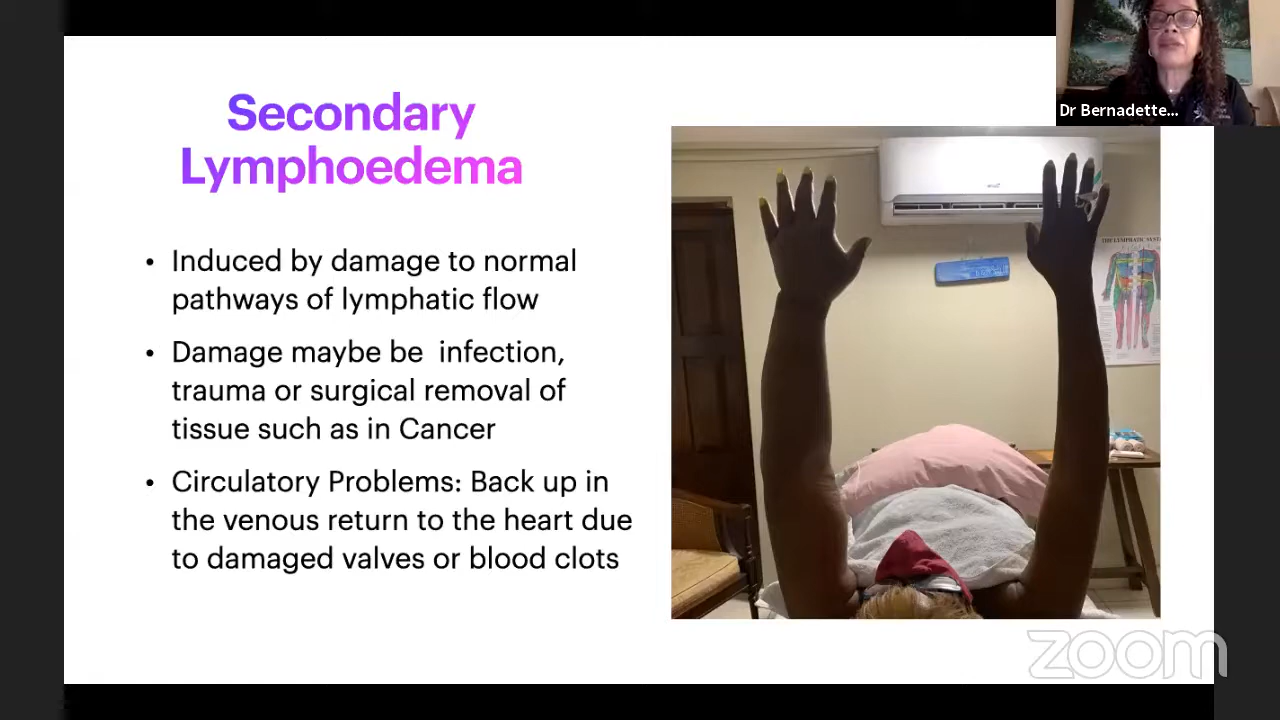 Dr Bernadette...
Secondary
Lymphoedema
• Induced by damage to normal
pathways of lymphatic flow
• Damage maybe be  infection,
trauma or surgical removal of
tissue such as in Cancer
• Circulatory Problems: Back up in
the venous return to the heart due
to damaged valves or blood clots
THE LYMPHATIC SYST
zoom